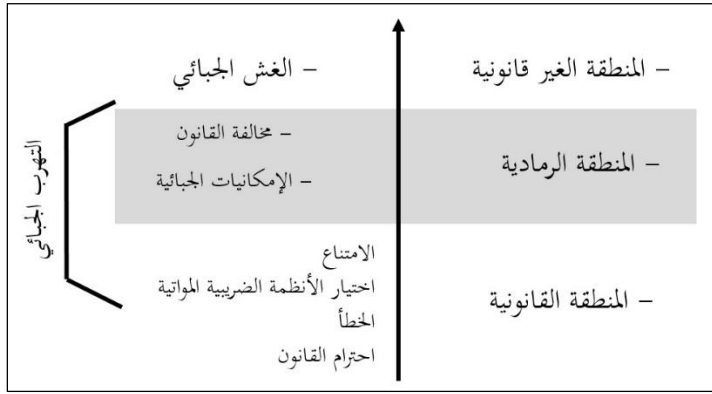 – المنطقة الغير قانونية
– الغش الجبائي
– المنطقة الرمادية
– مخالفة القانون
– الإمكانيات الجبائية
التهرب الجبائي
– المنطقة القانونية
الامتناع
اختيار الأنظمة الضريبية المواتية
الخطأ
احترام القانون